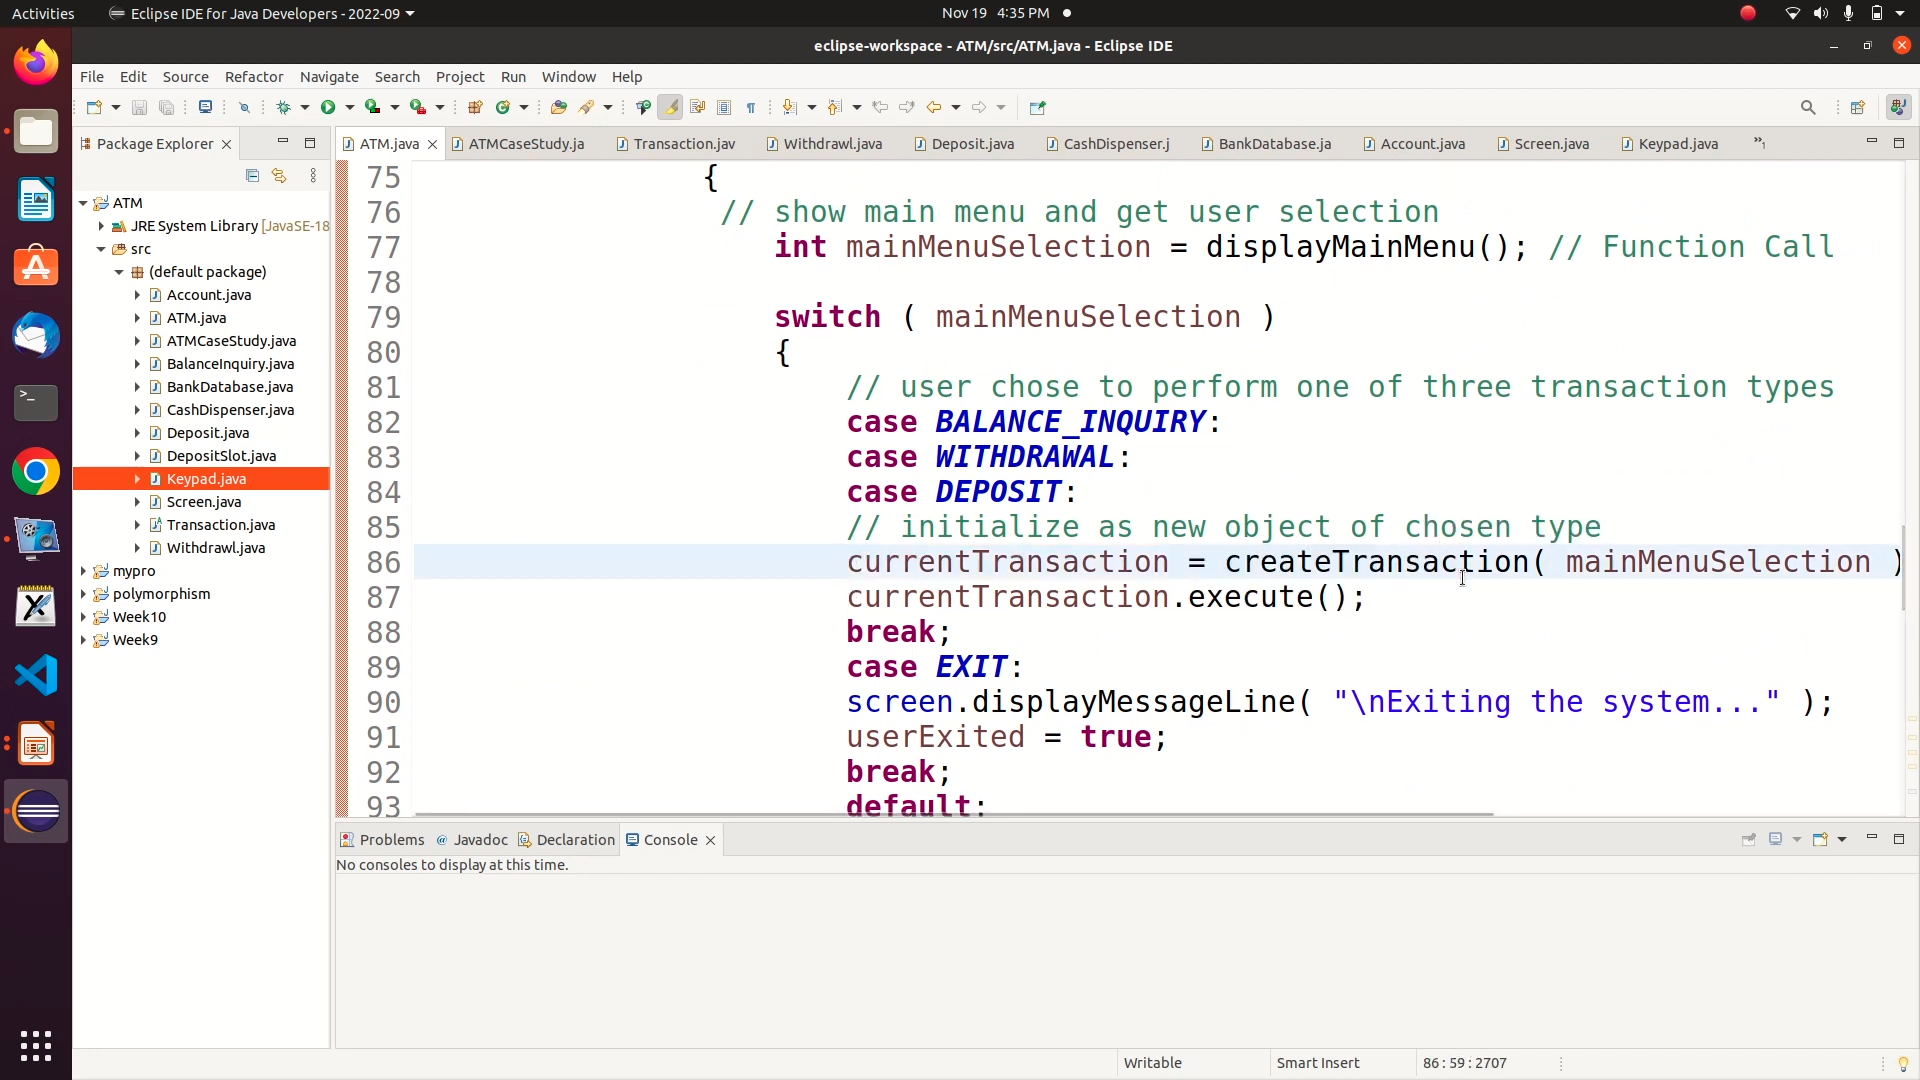 Activities
Eclipse IDE for Java Developers - 2022-09
Nov 19 4:35 PM
eclipse-workspace - ATM/src/ATM.java - Eclipse IDE
File Edit Source Refactor Navigate Search Project Run Window Help
Package Explorer
ATM.java
ATMCaseStudy.ja
Transaction.jav
Withdrawl.java
Deposit.java
CashDispenser.j
BankDatabase.ja
Account.java
Screen.java
Keypad.java
ATM
JRE System Library [JavaSE-18
src
(default package)
Account.java
ATM.java
ATMCaseStudy.java
BalanceInquiry.java
BankDatabase.java
CashDispenser.java
Deposit.java
DepositSlot.java
Keypad.java
Screen.java
Transaction.java
Withdrawl.java
mypro
polymorphism
Week10
Week9
75 {
76 // show main menu and get user selection
77 int mainMenuSelection = displayMainMenu(); // Function Call
78
79 switch ( mainMenuSelection )
80 {
81 // user chose to perform one of three transaction types
82 case BALANCE_INQUIRY:
83 case WITHDRAWAL:
84 case DEPOSIT:
85 // initialize as new object of chosen type
86 currentTransaction = createTransaction( mainMenuSelection )
87 currentTransaction.execute();
88 break;
89 case EXIT:
90 screen.displayMessageLine( "\nExiting the system..." );
91 userExited = true;
92 break;
93 default:
Problems @ Javadoc Declaration Console
No consoles to display at this time.
Writable
Smart Insert
86 : 59 : 2707